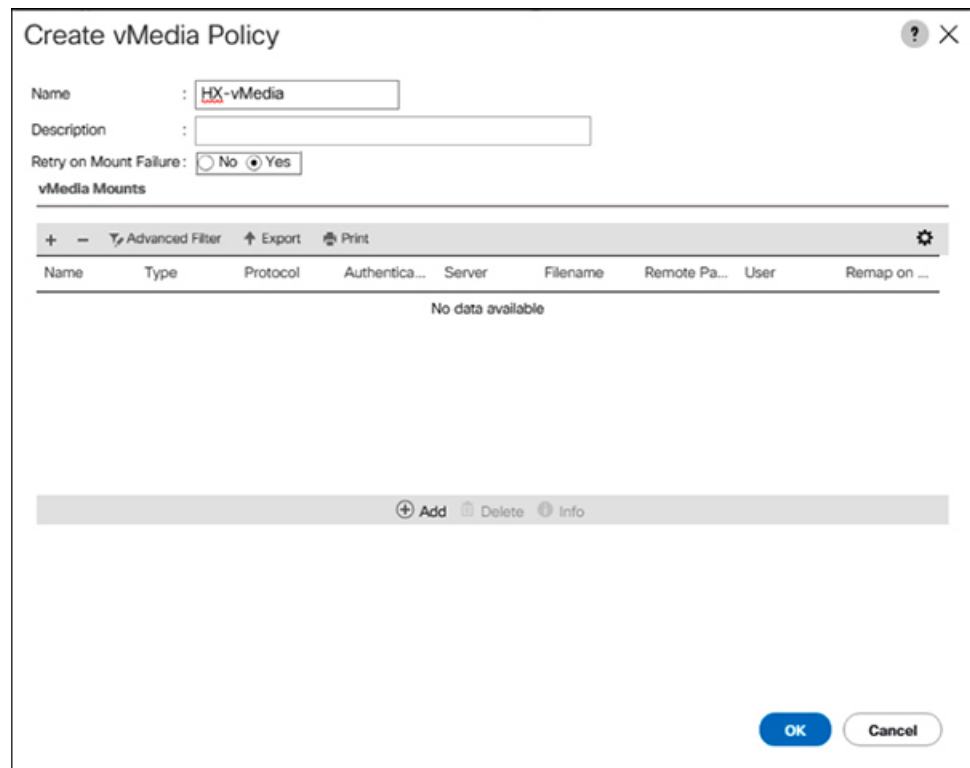 Create vMedia Policy ?
Name : HX-vMedia
Description :
Retry on Mount Failure : No Yes
vMedia Mounts
+ − Advanced Filter Export Print
Name Type Protocol Authentica... Server Filename Remote Pa... User Remap on ...
No data available
Add Delete Info
OK Cancel